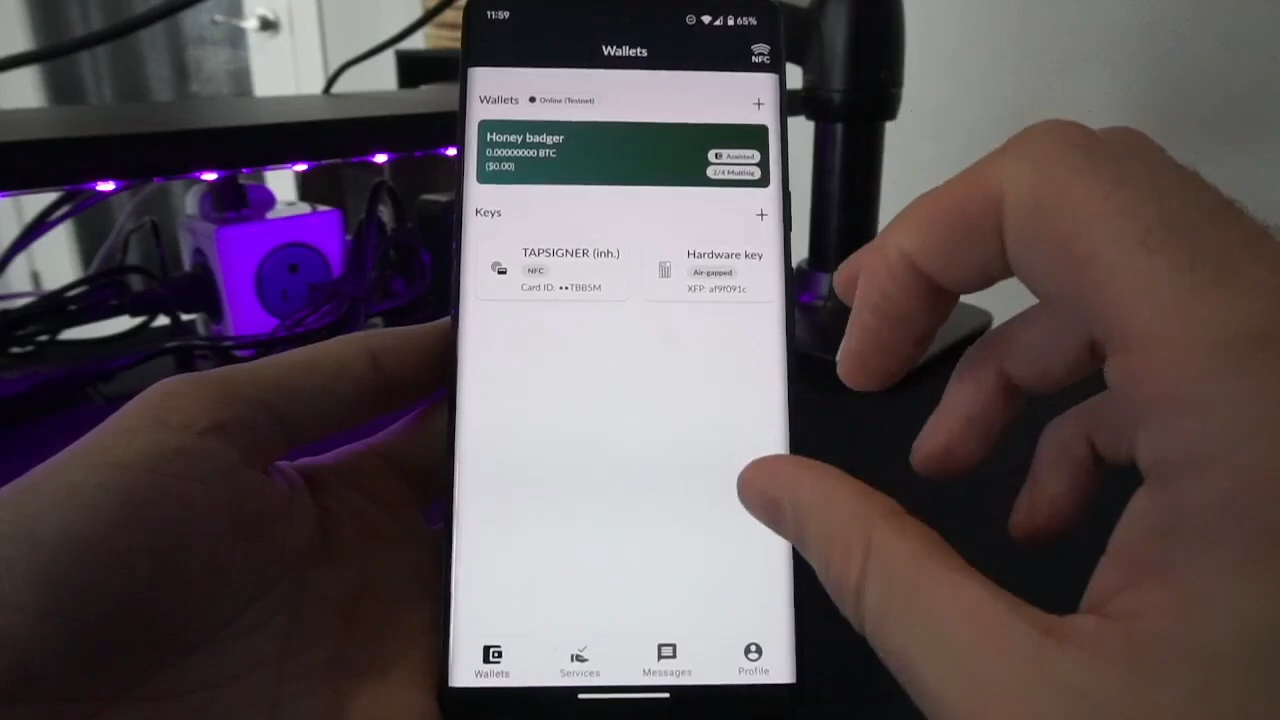 11:59
65%
Wallets
NFC
Wallets
Online (Testnet)
Honey badger
0.00000000 BTC
($0.00)
Assisted
2/4 Multisig
Keys
TAPSIGNER (inh.)
NFC
Card ID: ••TBB5M
Hardware key
Air-gapped
XFP: af9f091c
Wallets
Services
Messages
Profile